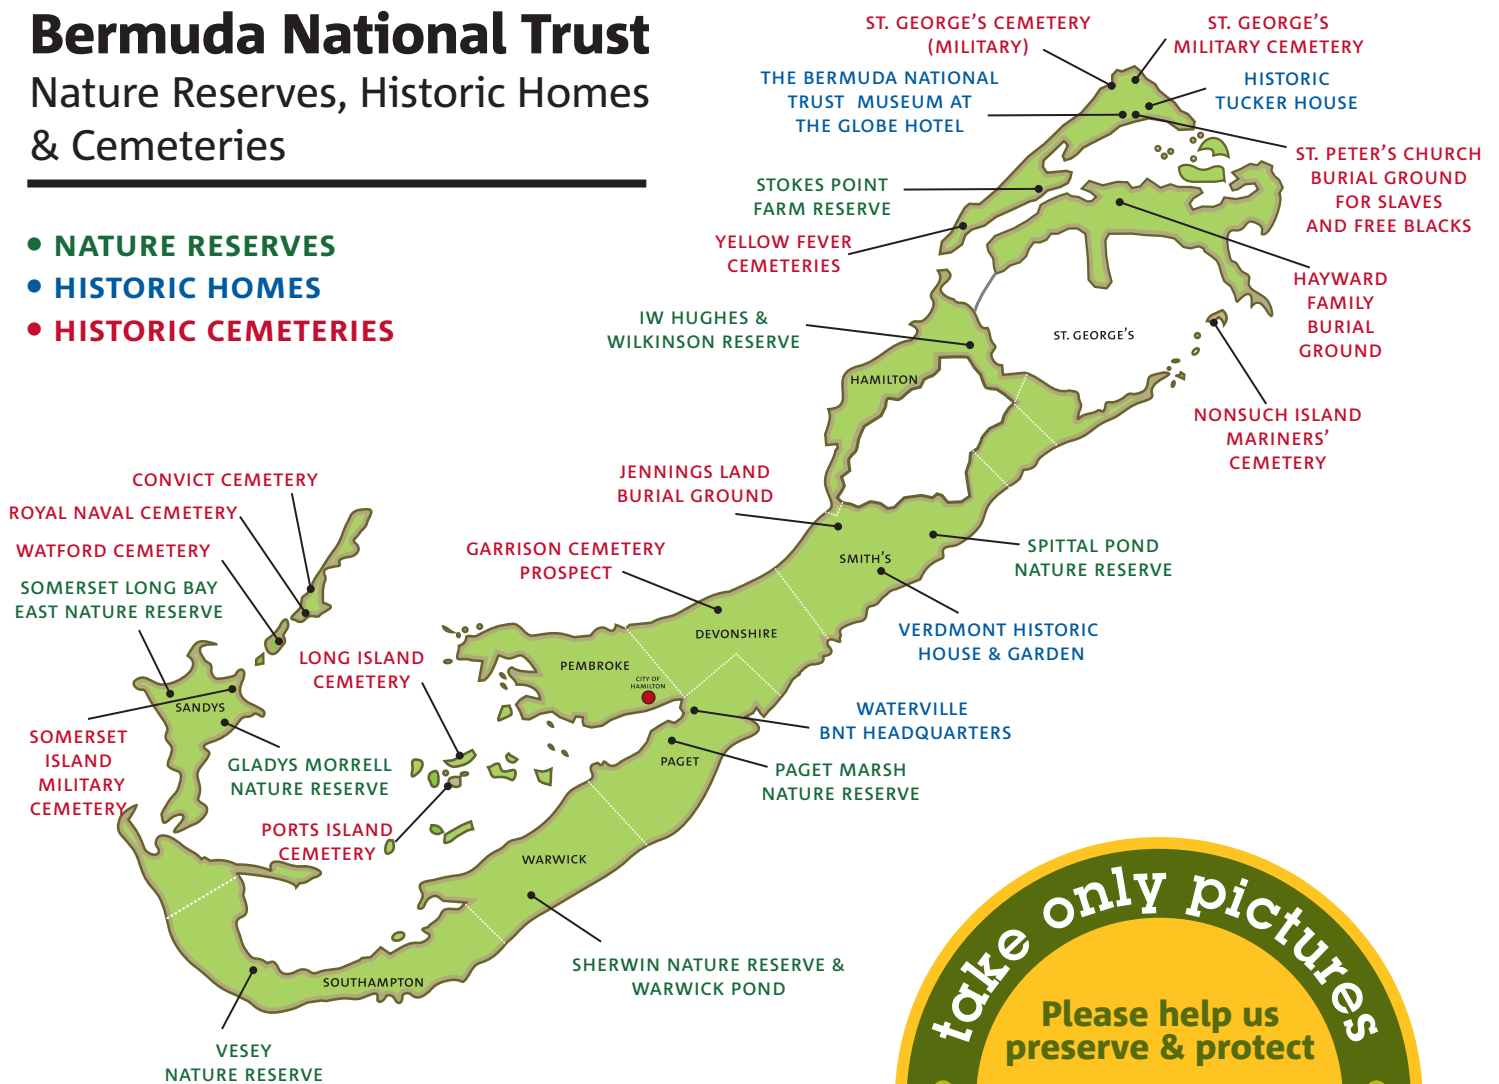 Bermuda National Trust
Nature Reserves, Historic Homes
& Cemeteries
• NATURE RESERVES
• HISTORIC HOMES
• HISTORIC CEMETERIES
ST. GEORGE'S CEMETERY
(MILITARY)
ST. GEORGE'S
MILITARY CEMETERY
THE BERMUDA NATIONAL
TRUST MUSEUM AT
THE GLOBE HOTEL
HISTORIC
TUCKER HOUSE
ST. PETER'S CHURCH
BURIAL GROUND
FOR SLAVES
AND FREE BLACKS
STOKES POINT
FARM RESERVE
YELLOW FEVER
CEMETERIES
HAYWARD
FAMILY
BURIAL
GROUND
IW HUGHES &
WILKINSON RESERVE
ST. GEORGE'S
HAMILTON
NONSUCH ISLAND
MARINERS'
CEMETERY
JENNINGS LAND
BURIAL GROUND
CONVICT CEMETERY
ROYAL NAVAL CEMETERY
WATFORD CEMETERY
SOMERSET LONG BAY
EAST NATURE RESERVE
GARRISON CEMETERY
PROSPECT
SMITH'S
SPITTAL POND
NATURE RESERVE
VERDMONT HISTORIC
HOUSE & GARDEN
DEVONSHIRE
PEMBROKE
CITY OF
HAMILTON
LONG ISLAND
CEMETERY
SANDYS
SOMERSET
ISLAND
MILITARY
CEMETERY
GLADYS MORRELL
NATURE RESERVE
WATERVILLE
BNT HEADQUARTERS
PAGET
PAGET MARSH
NATURE RESERVE
PORTS ISLAND
CEMETERY
WARWICK
SHERWIN NATURE RESERVE &
WARWICK POND
SOUTHAMPTON
VESEY
NATURE RESERVE
take only pictures
Please help us
preserve & protect